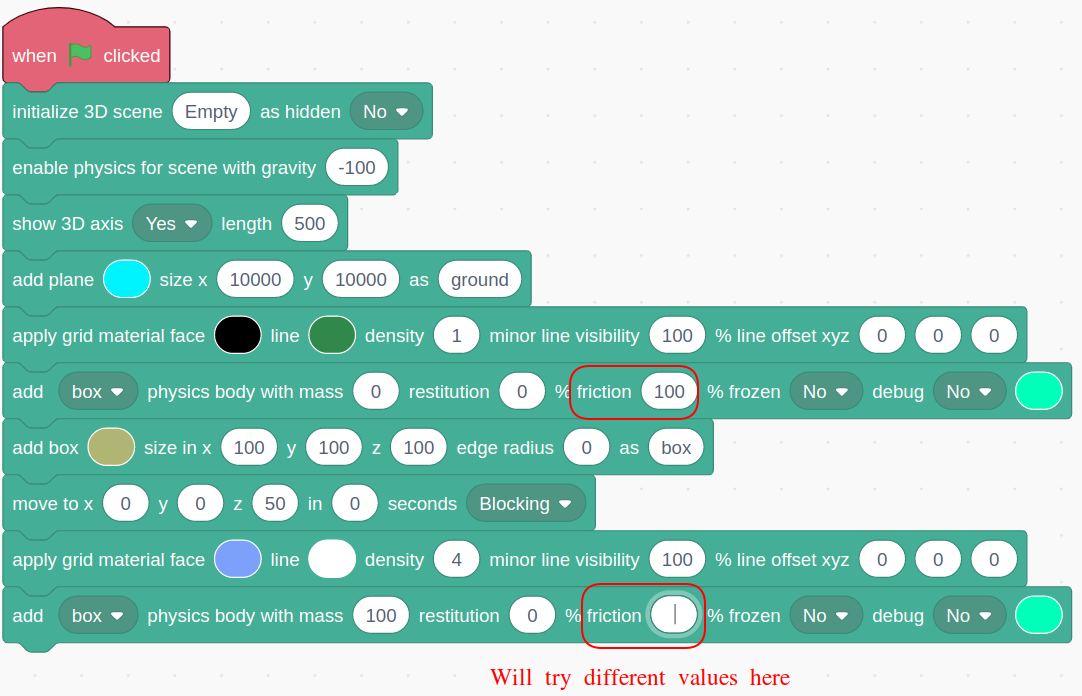 when clicked
initialize 3D scene Empty as hidden No
enable physics for scene with gravity -100
show 3D axis Yes length 500
add plane size x 10000 y 10000 as ground
apply grid material face line density 1 minor line visibility 100 % line offset xyz 0 0 0
add box physics body with mass 0 restitution 0 % friction 100 % frozen No debug No
add box size in x 100 y 100 z 100 edge radius 0 as box
move to x 0 y 0 z 50 in 0 seconds Blocking
apply grid material face line density 4 minor line visibility 100 % line offset xyz 0 0 0
add box physics body with mass 100 restitution 0 % friction % frozen No debug No
Will try different values here